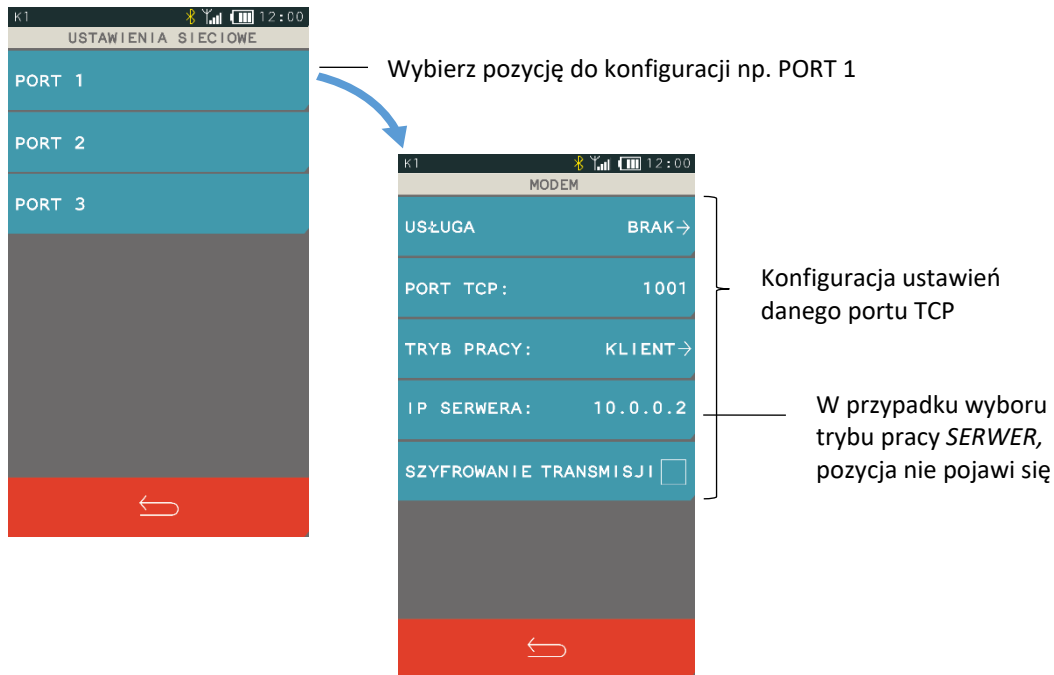 K1 12:00
USTAWIENIA SIECIOWE
PORT 1
PORT 2
PORT 3
Wybierz pozycję do konfiguracji np. PORT 1
K1 12:00
MODEM
USŁUGA BRAK→
PORT TCP: 1001
TRYB PRACY: KLIENT→
IP SERWERA: 10.0.0.2
SZYFROWANIE TRANSMISJI
Konfiguracja ustawień
danego portu TCP
W przypadku wyboru
trybu pracy SERWER,
pozycja nie pojawi się